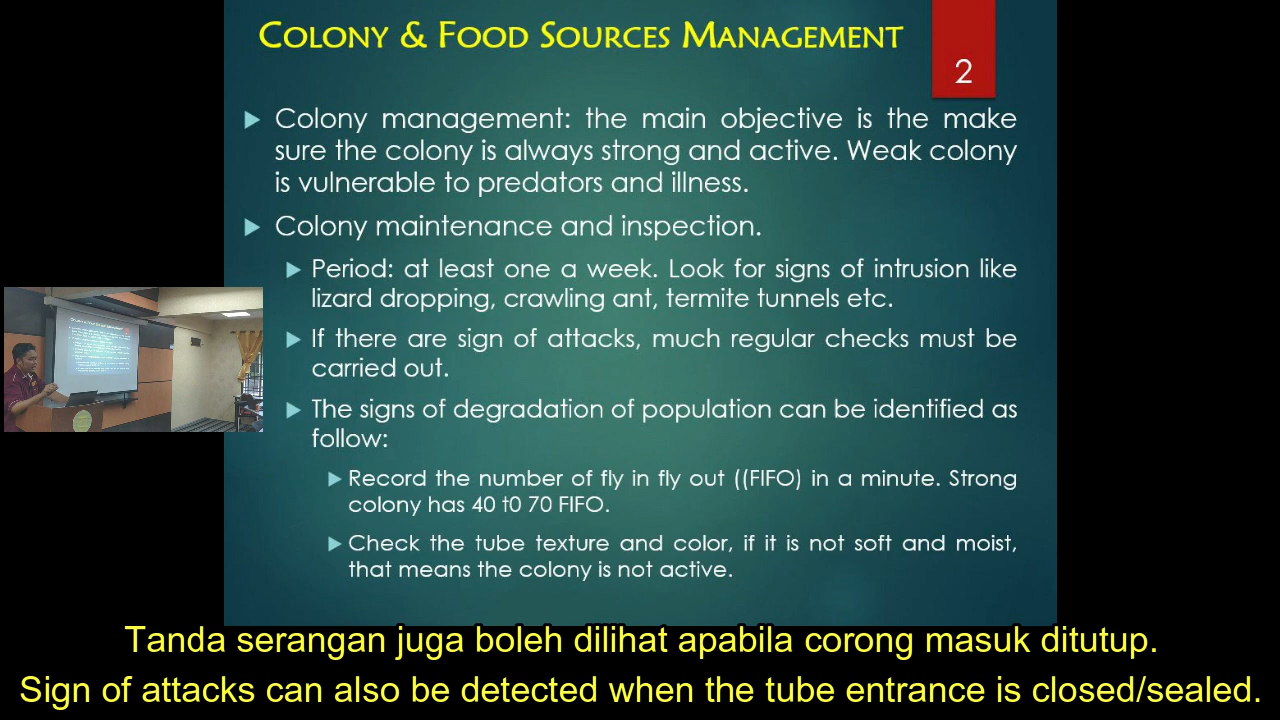 COLONY & FOOD SOURCES MANAGEMENT
2
Colony management: the main objective is the make
sure the colony is always strong and active. Weak colony
is vulnerable to predators and illness.
Colony maintenance and inspection.
Period: at least one a week. Look for signs of intrusion like
lizard dropping, crawling ant, termite tunnels etc.
If there are sign of attacks, much regular checks must be
carried out.
The signs of degradation of population can be identified as
follow:
Record the number of fly in fly out ((FIFO) in a minute. Strong
colony has 40 t0 70 FIFO.
Check the tube texture and color, if it is not soft and moist,
that means the colony is not active.
Tanda serangan juga boleh dilihat apabila corong masuk ditutup.
Sign of attacks can also be detected when the tube entrance is closed/sealed.